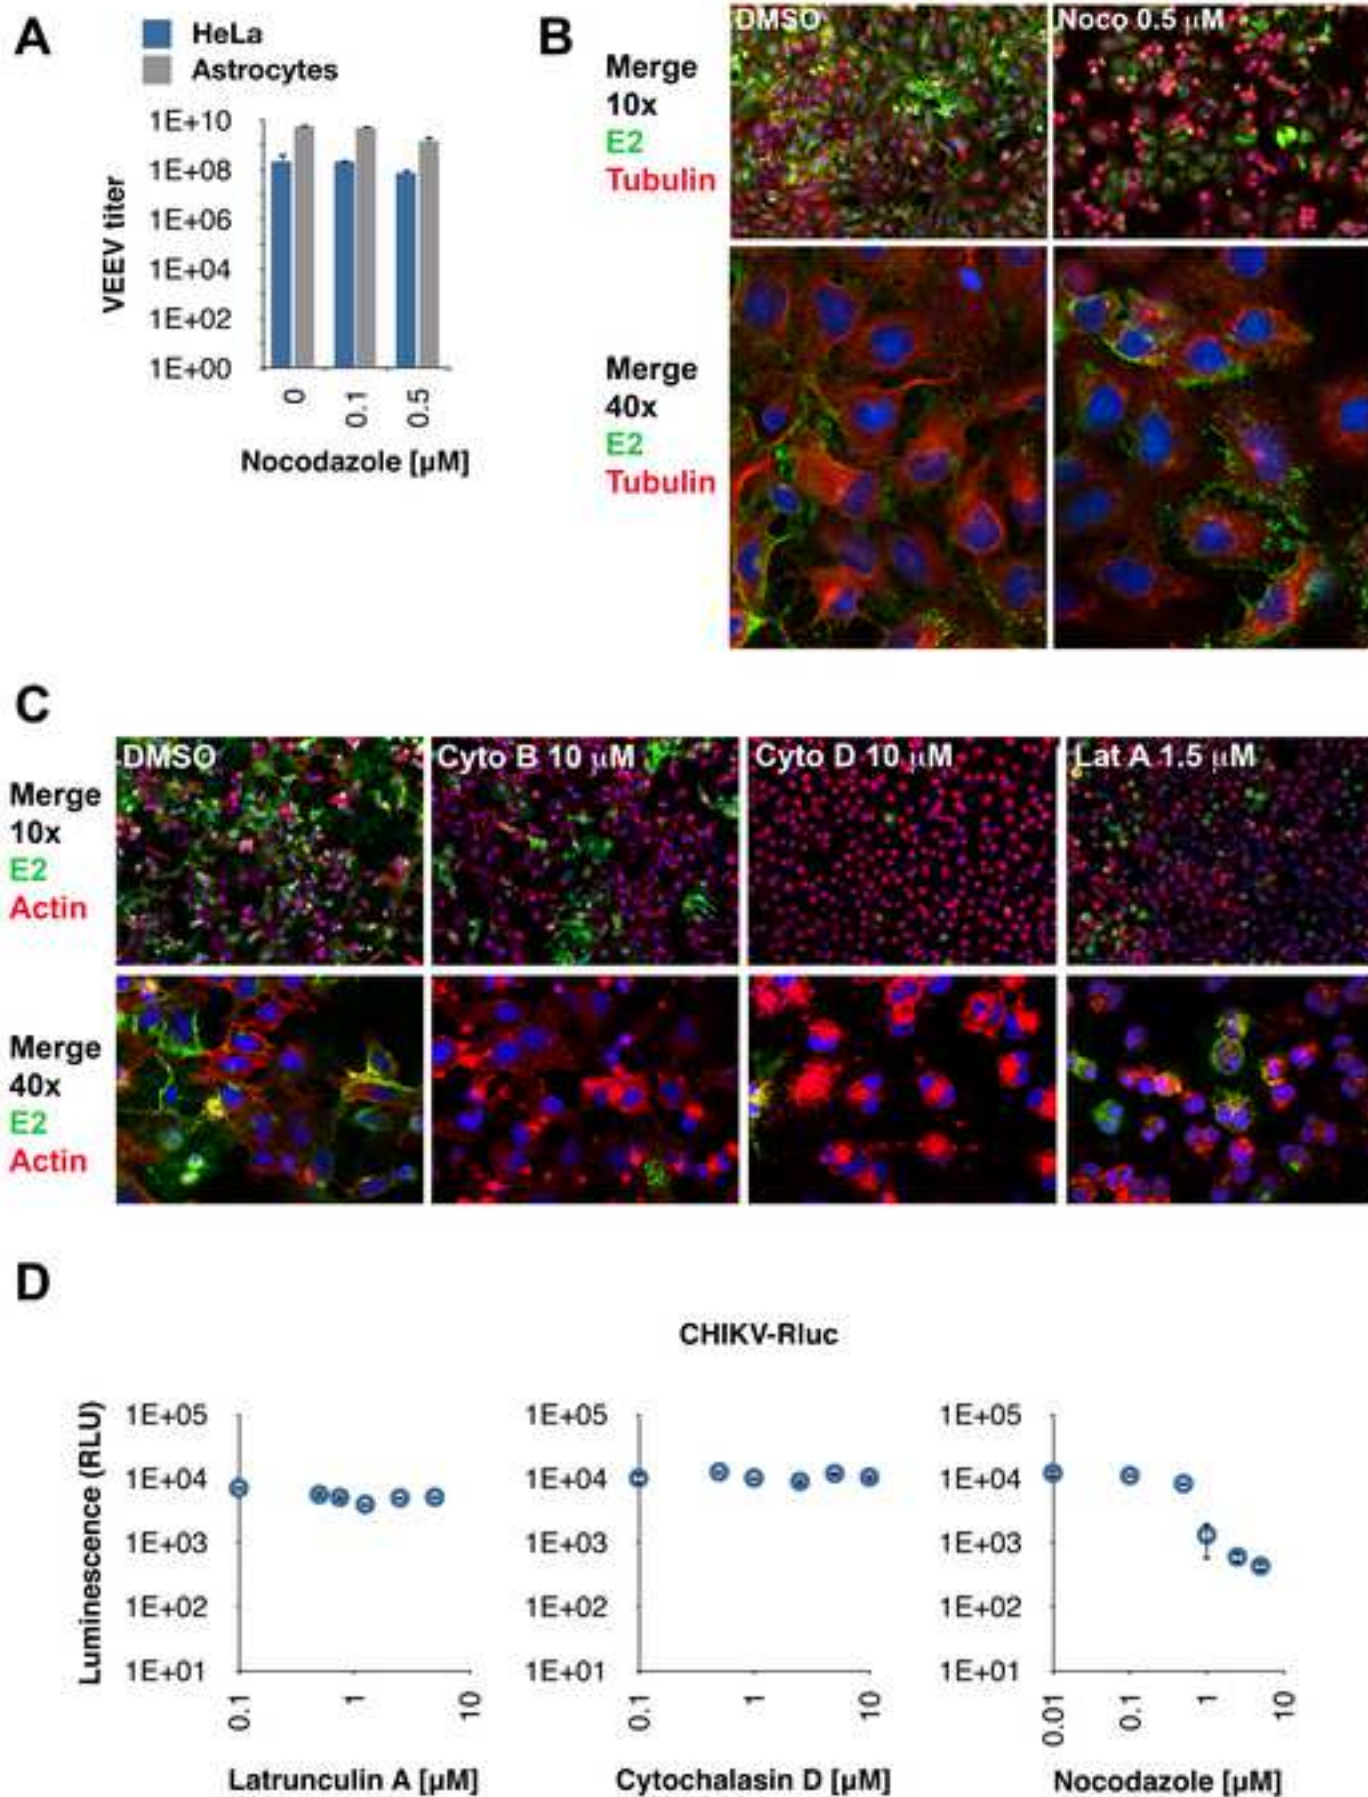 A
HeLa
Astrocytes
1E+10
1E+08
1E+06
1E+04
1E+02
1E+00
VEEV titer
0
0.1
0.5
Nocodazole [µM]
B
DMSO
Noco 0.5 µM
Merge
10x
E2
Tubulin
Merge
40x
E2
Tubulin
C
DMSO
Cyto B 10 µM
Cyto D 10 µM
Lat A 1.5 µM
Merge
10x
E2
Actin
Merge
40x
E2
Actin
D
CHIKV-Rluc
Luminescence (RLU)
1E+05
1E+04
1E+03
1E+02
1E+01
0.1
1
10
Latrunculin A [µM]
1E+05
1E+04
1E+03
1E+02
1E+01
0.1
1
10
Cytochalasin D [µM]
1E+05
1E+04
1E+03
1E+02
1E+01
0.01
0.1
1
10
Nocodazole [µM]